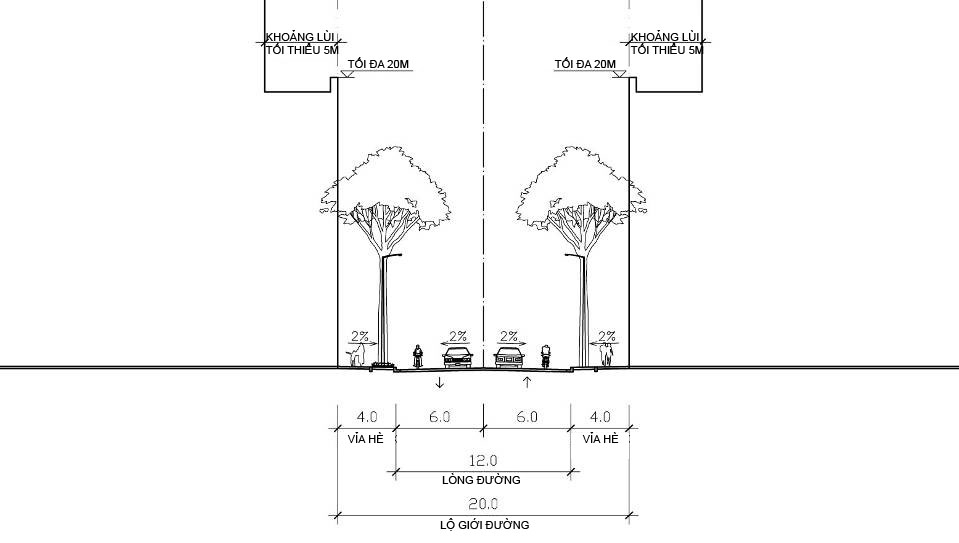 KHOẢNG LÙI
TỐI THIỂU 5M
TỐI ĐA 20M
TỐI ĐA 20M
KHOẢNG LÙI
TỐI THIỂU 5M
2%
2%
2%
2%
4.0
6.0
6.0
4.0
VỈA HÈ
VỈA HÈ
12.0
LÒNG ĐƯỜNG
20.0
LỘ GIỚI ĐƯỜNG